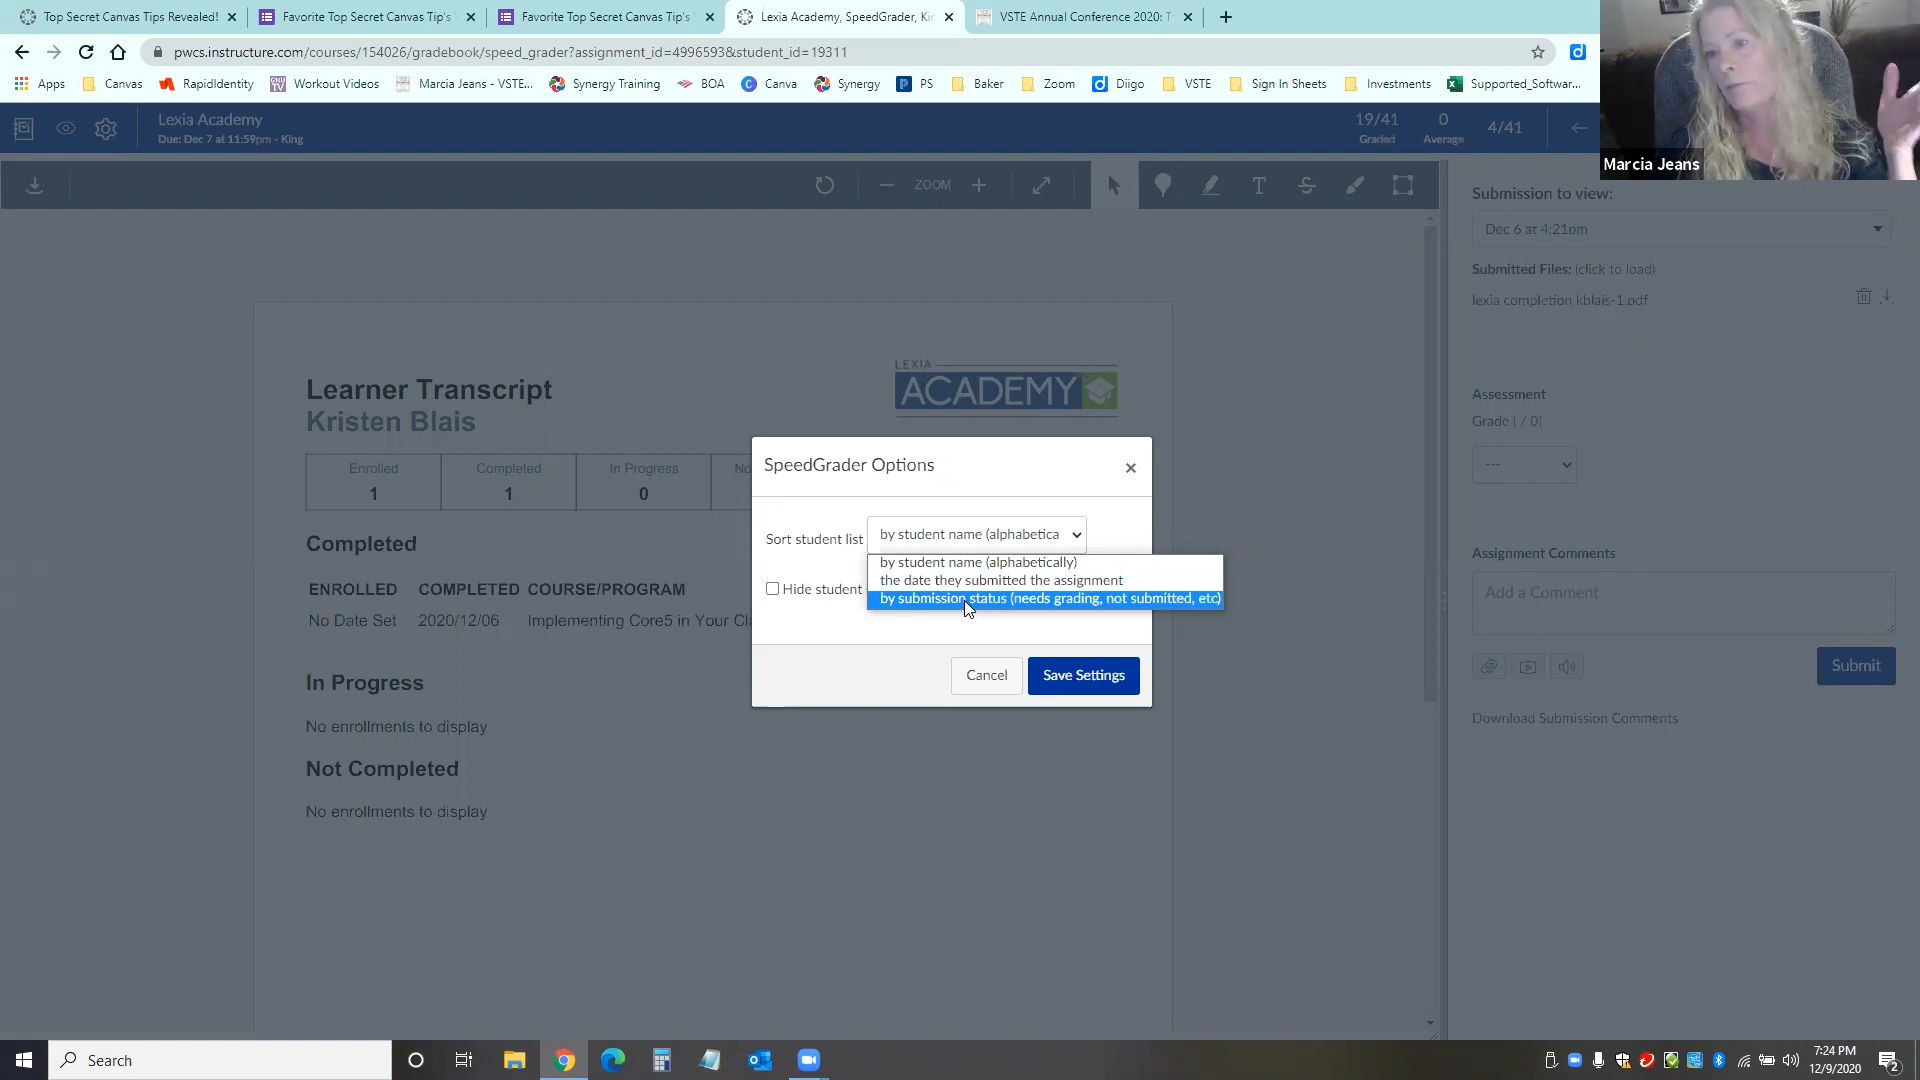 Top Secret Canvas Tips Revealed!
Favorite Top Secret Canvas Tip's
Favorite Top Secret Canvas Tip's
Lexia Academy, SpeedGrader, Kin
VSTE Annual Conference 2020: T
pwcs.instructure.com/courses/154026/gradebook/speed_grader?assignment_id=4996593&student_id=19311
Apps
Canvas
RapidIdentity
Workout Videos
Marcia Jeans - VSTE...
Synergy Training
BOA
Canva
Synergy
PS
Baker
Zoom
Diigo
VSTE
Sign In Sheets
Investments
Supported_Softwar...
Lexia Academy
Due: Dec 7 at 11:59pm - King
19/41
Graded
0
Average
4/41
Marcia Jeans
ZOOM
Submission to view:
Dec 6 at 4:21pm
Submitted Files: (click to load)
lexia completion kblais-1.pdf
Assessment
Grade ( / 0)
---
Assignment Comments
Add a Comment
Submit
Download Submission Comments
Learner Transcript
Kristen Blais
LEXIA
ACADEMY
Enrolled
Completed
In Progress
No
1
1
0
Completed
ENROLLED COMPLETED COURSE/PROGRAM
No Date Set 2020/12/06 Implementing Core5 in Your Cla
In Progress
No enrollments to display
Not Completed
No enrollments to display
SpeedGrader Options
Sort student list
by student name (alphabetica
by student name (alphabetically)
the date they submitted the assignment
by submission status (needs grading, not submitted, etc)
Hide student
Cancel
Save Settings
Search
7:24 PM
12/9/2020
2